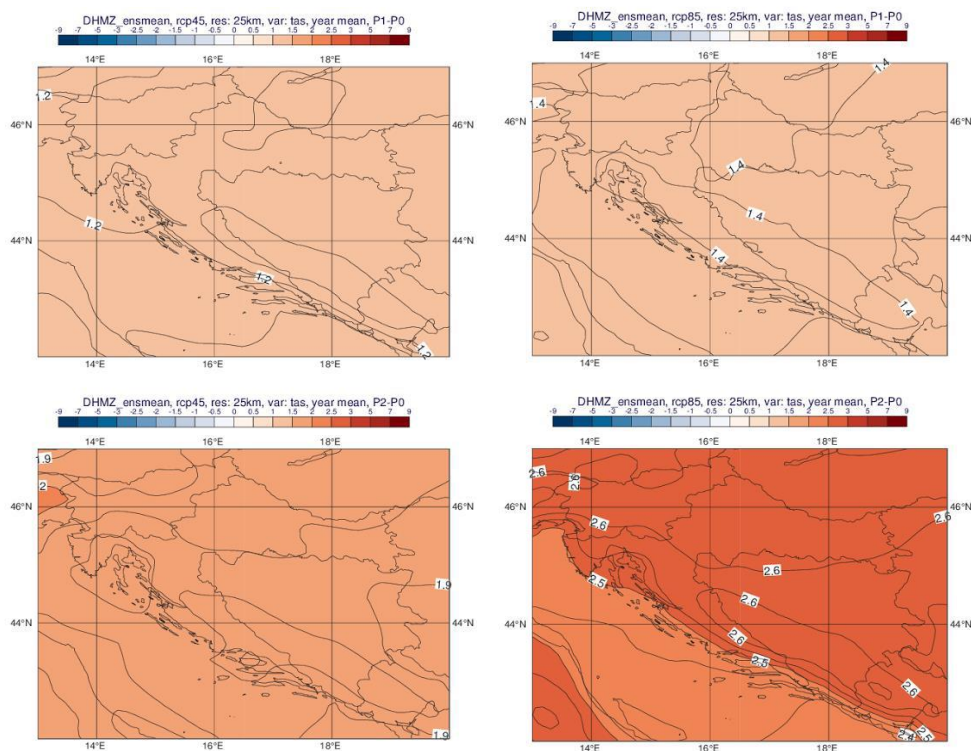 DHMZ_ensmean, rcp45, res: 25km, var: tas, year mean, P1-P0
-9 -7 -5 -3 -2 -1.5 -1 -0.5 0 0.5 1 1.5 2 3 5 7 9
14°E 16°E 18°E
1.2
46°N 46°N
1.2
44°N 44°N
1.2
1.2
14°E 16°E 18°E
DHMZ_ensmean, rcp85, res: 25km, var: tas, year mean, P1-P0
-9 -7 -5 -3 -2 -1.5 -1 -0.5 0 0.5 1 1.5 2 3 5 7 9
14°E 16°E 18°E
1.4
1.4
46°N 46°N
1.4
1.4
44°N 44°N
1.4
1.4
14°E 16°E 18°E
DHMZ_ensmean, rcp45, res: 25km, var: tas, year mean, P2-P0
-9 -7 -5 -3 -2 -1.5 -1 -0.5 0 0.5 1 1.5 2 3 5 7 9
14°E 16°E 18°E
1.9
2
46°N 46°N
1.9
44°N 44°N
1.9
14°E 16°E 18°E
DHMZ_ensmean, rcp85, res: 25km, var: tas, year mean, P2-P0
-9 -7 -5 -3 -2 -1.5 -1 -0.5 0 0.5 1 1.5 2 3 5 7 9
14°E 16°E 18°E
2.6
2.6 2.6
46°N 46°N
2.6 2.6
2.6
2.5
2.6
44°N 44°N
2.6
2.5
2.6
2.5
2.4
14°E 16°E 18°E